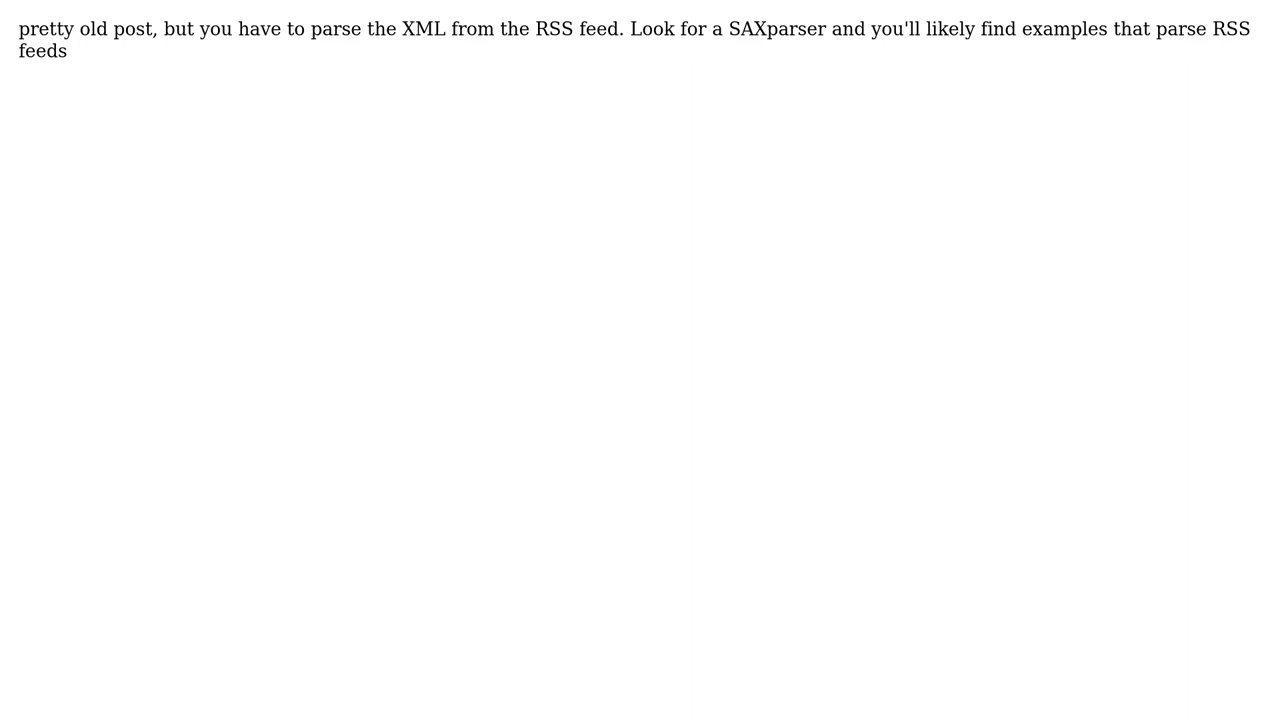 pretty old post, but you have to parse the XML from the RSS feed. Look for a SAXparser and you'll likely find examples that parse RSS
feeds